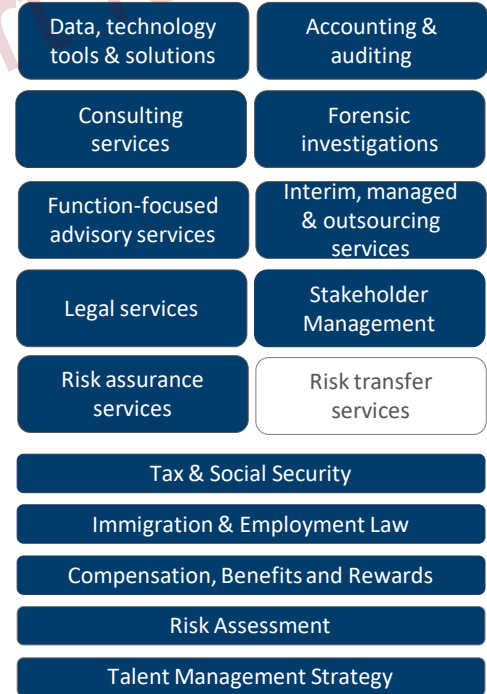 Data, technology
tools & solutions
Accounting &
auditing
Consulting
services
Forensic
investigations
Function-focused
advisory services
Interim, managed
& outsourcing
services
Legal services
Stakeholder
Management
Risk assurance
services
Risk transfer
services
Tax & Social Security
Immigration & Employment Law
Compensation, Benefits and Rewards
Risk Assessment
Talent Management Strategy